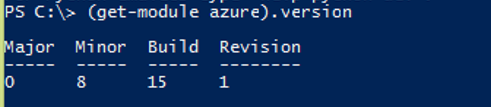 PS C:\> (get-module azure).version
Major Minor Build Revision
----- ----- ----- --------
0 8 15 1